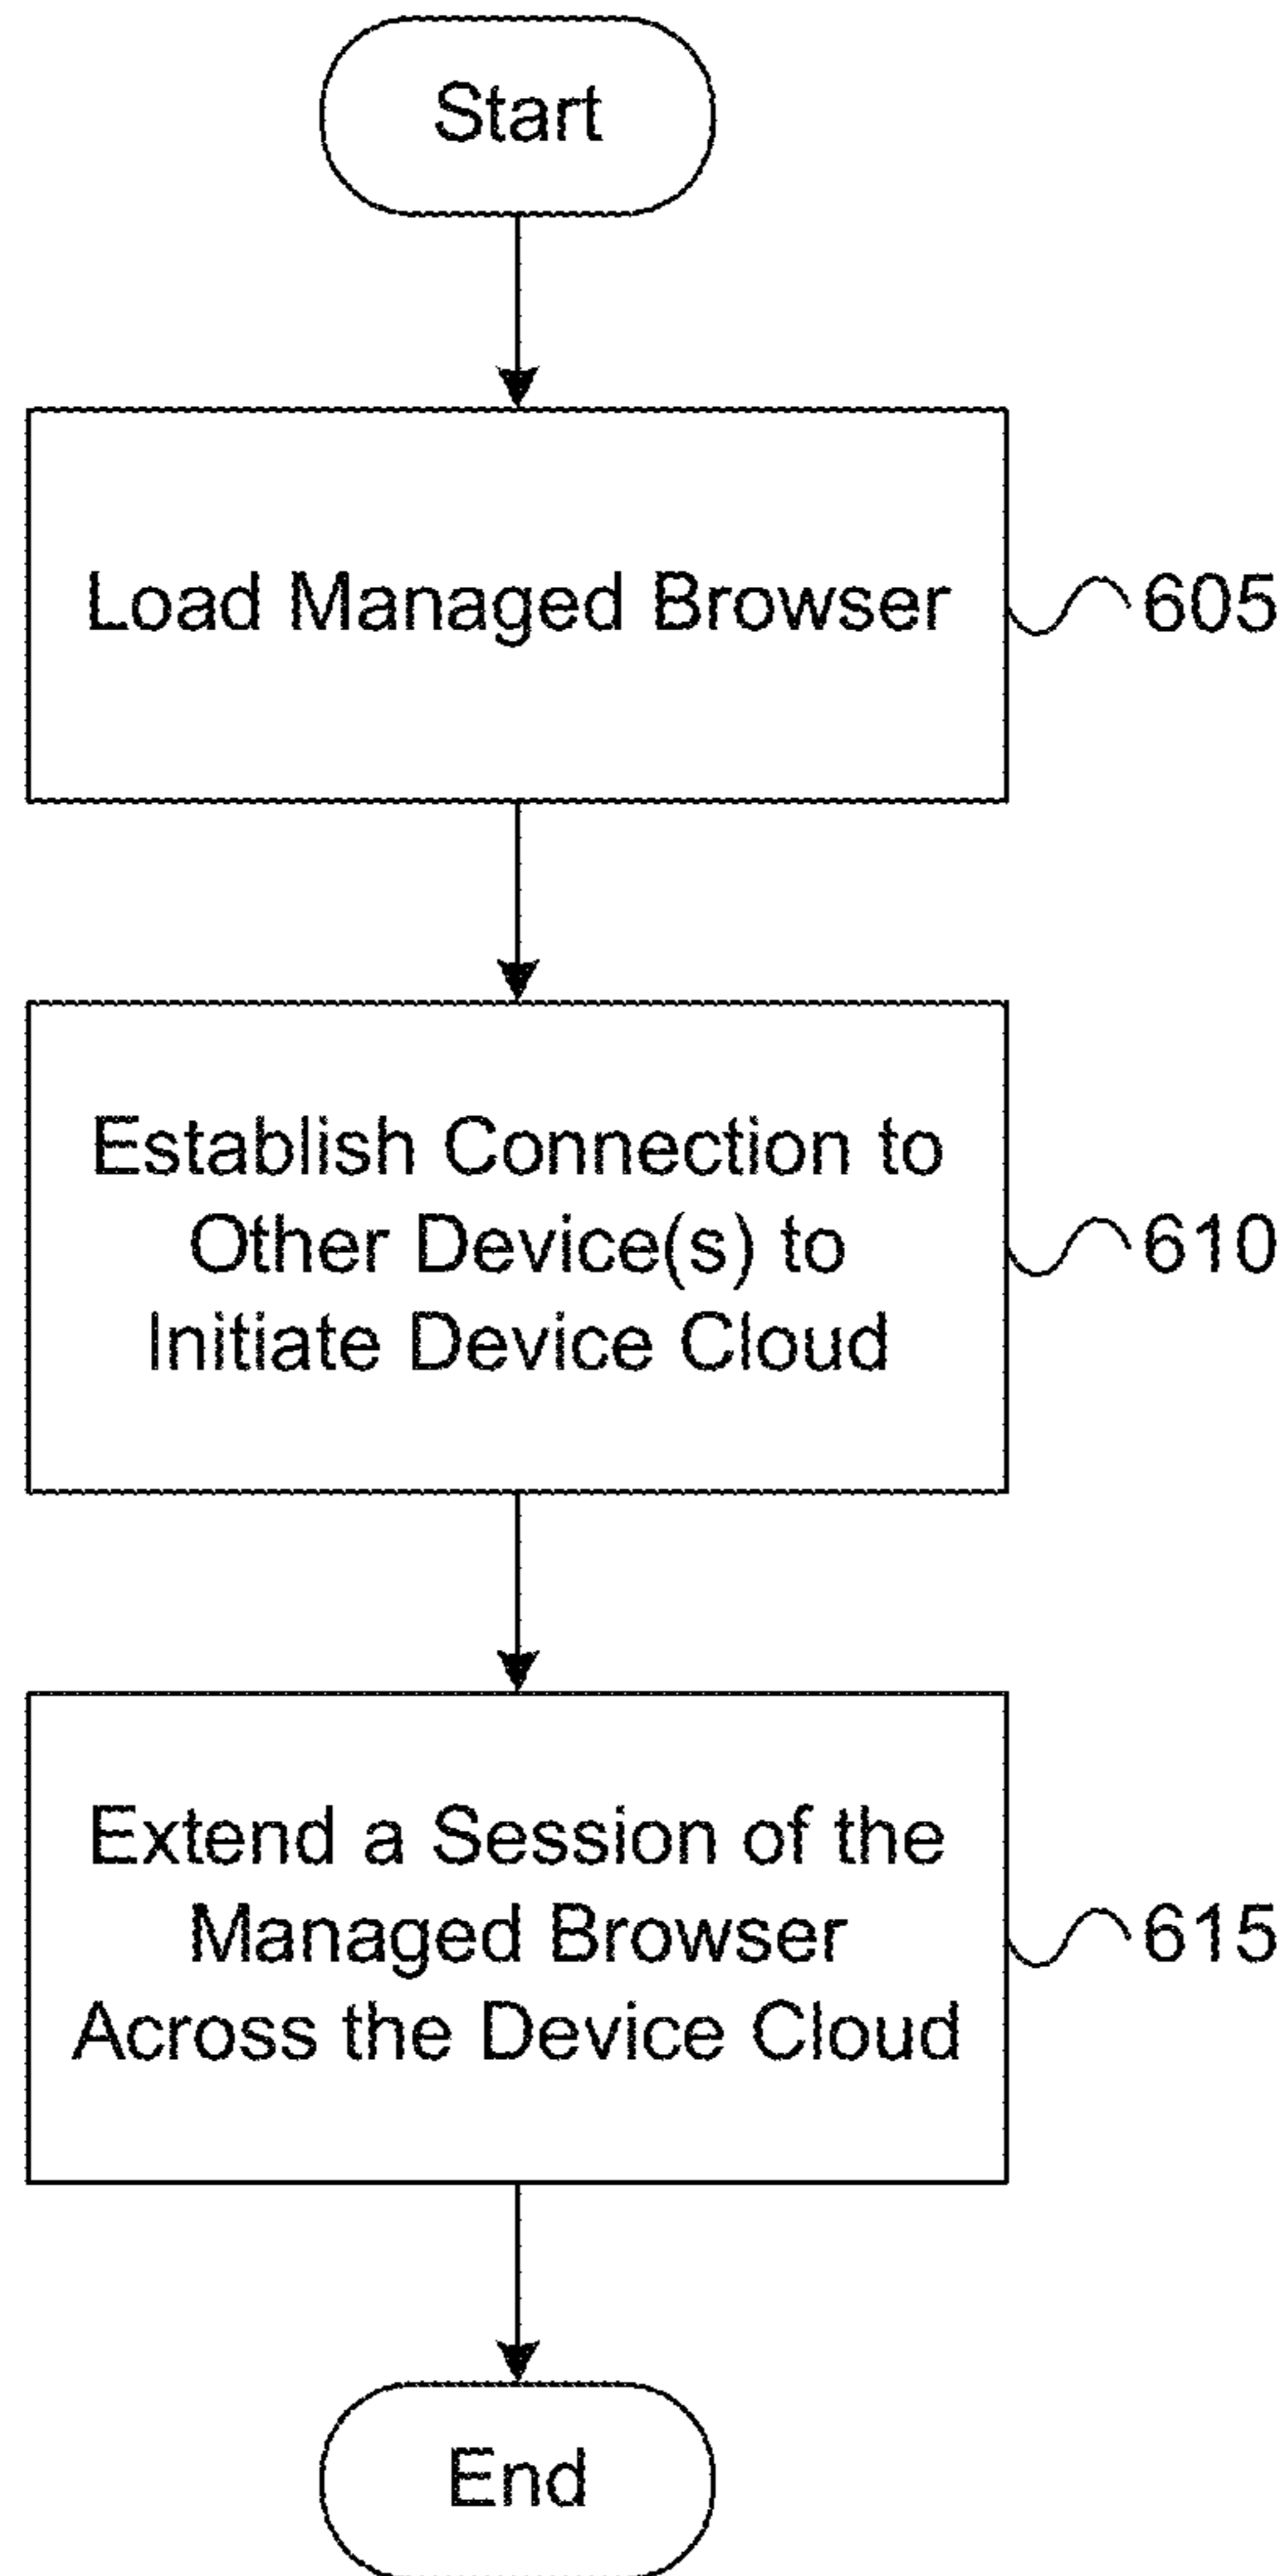 Start
Load Managed Browser
605
Establish Connection to
Other Device(s) to
610
Initiate Device Cloud
Extend a Session of the
Managed Browser
615
Across the Device Cloud
End